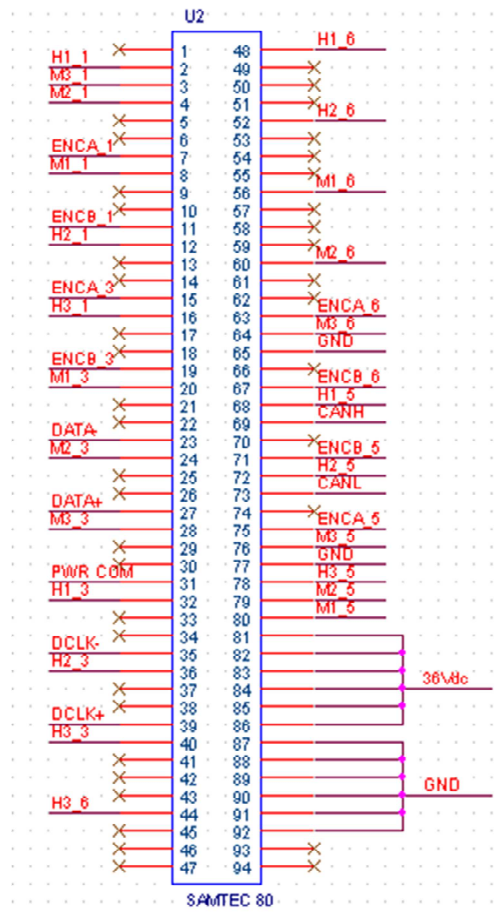 U2
1 48 H1_6
H1_1 2 49
M3_1 3 50
M2_1 4 51
5 52 H2_6
6 53
ENCA_1 7 54
M1_1 8 55
9 56 M1_6
10 57
ENCB_1 11 58
H2_1 12 59
13 60 M2_6
14 61
ENCA_3 15 62
H3_1 16 63 ENCA_6
17 64 M3_6
18 65 GND
ENCB_3 19 66
M1_3 20 67 ENCB_6
21 68 H1_5
22 69 CANH
DATA- 23 70
M2_3 24 71 ENCB_5
25 72 H2_5
26 73 CANL
DATA+ 27 74
M3_3 28 75 ENCA_5
29 76 M3_5
30 77 GND
PWR COM 31 78 H3_5
H1_3 32 79 M2_5
33 80 M1_5
34 81
DCLK- 35 82
H2_3 36 83
37 84 36Vdc
38 85
DCLK+ 39 86
H3_3 40 87
41 88
42 89
43 90 GND
H3_6 44 91
45 92
46 93
47 94
SAMTEC 80